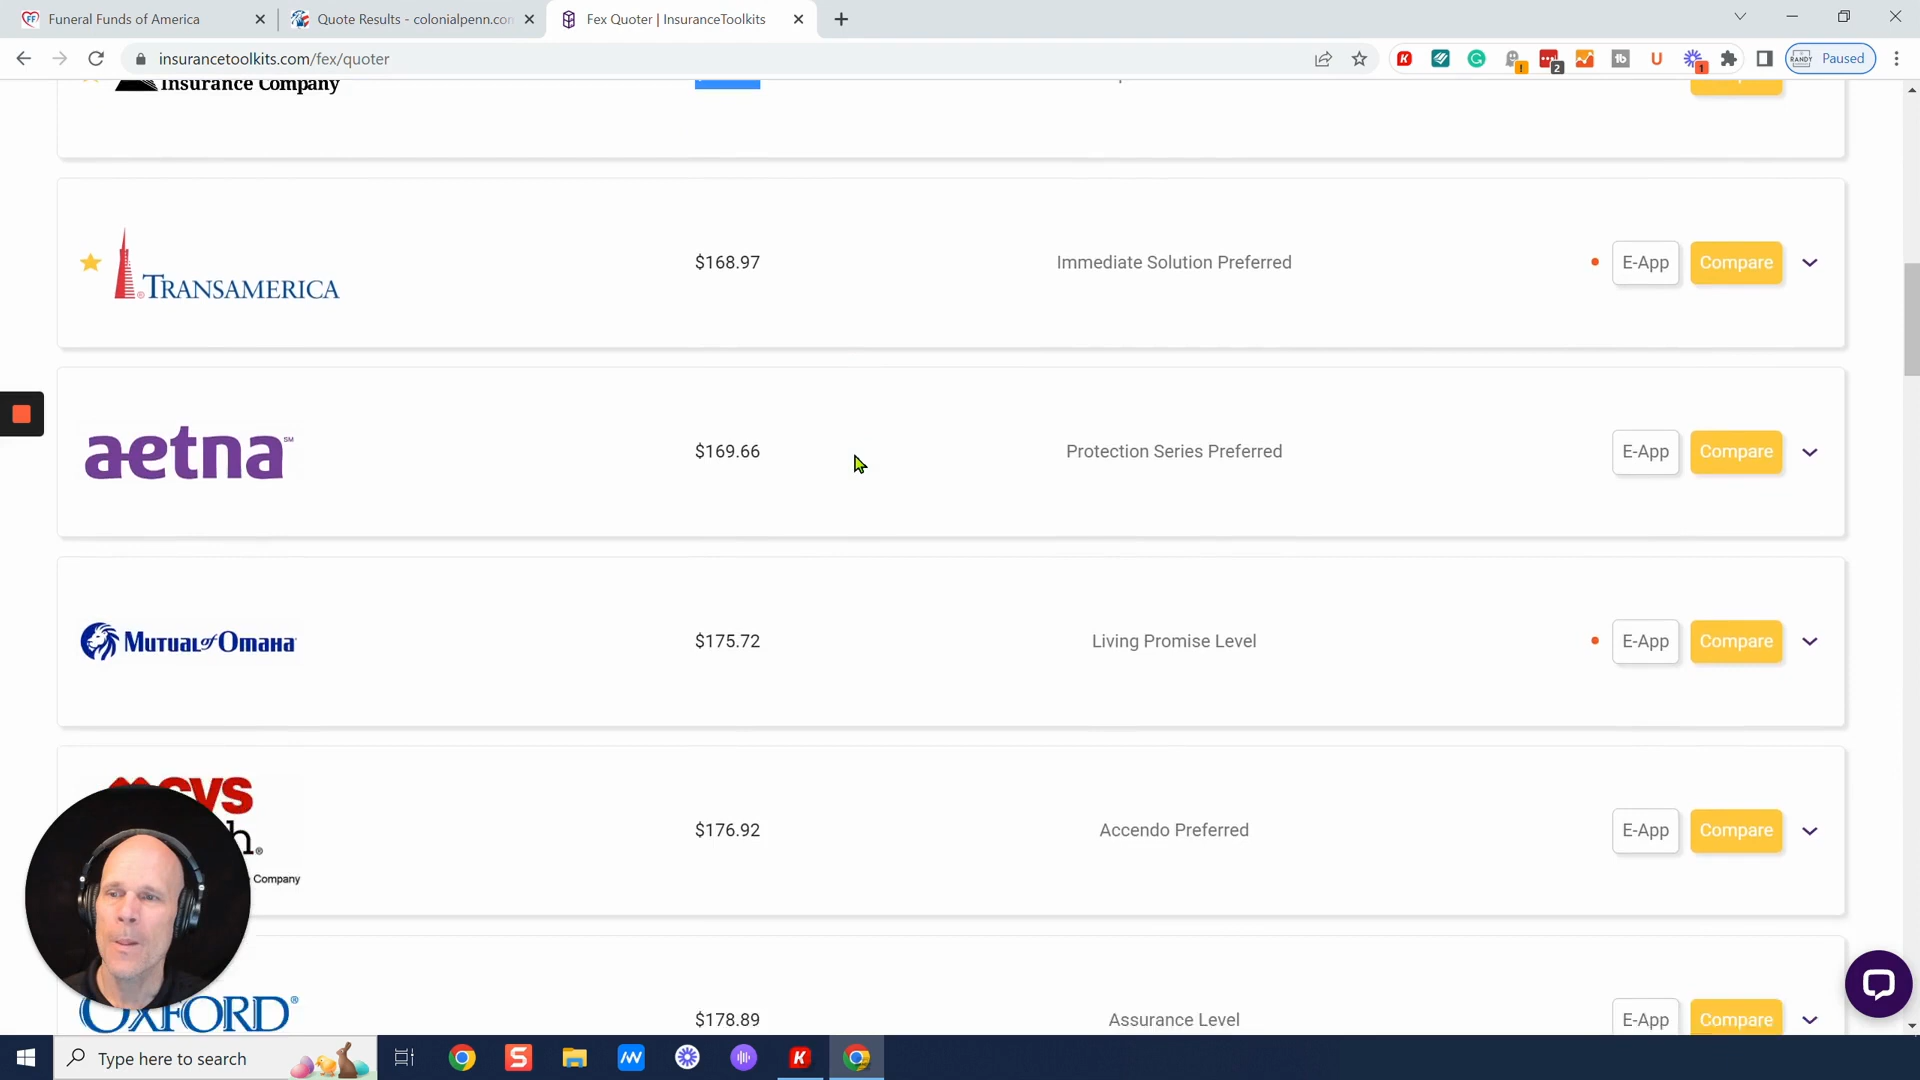 Funeral Funds of America
Quote Results - colonialpenn.com
Fex Quoter | InsuranceToolkits
insurancetoolkits.com/fex/quoter
RANDY
Paused
Insurance Company
TRANSAMERICA
$168.97
Immediate Solution Preferred
E-App
Compare
aetna
$169.66
Protection Series Preferred
E-App
Compare
MUTUAL of OMAHA
$175.72
Living Promise Level
E-App
Compare
CVS
$176.92
Accendo Preferred
E-App
Compare
Company
OXFORD
$178.89
Assurance Level
E-App
Compare
Type here to search